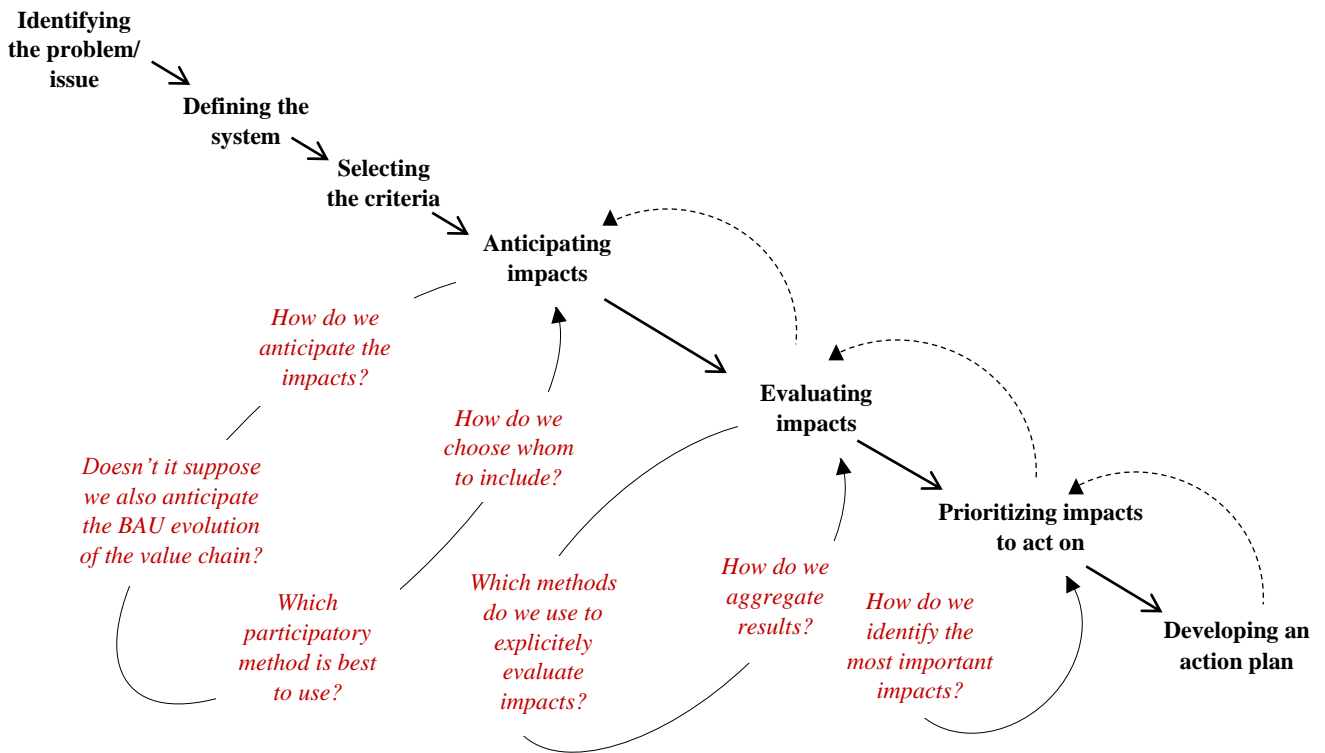 Identifying
the problem/
issue
Defining the
system
Selecting
the criteria
Anticipating
impacts
How do we
anticipate the
impacts?
How do we
choose whom
to include?
Doesn’t it suppose
we also anticipate
the BAU evolution
of the value chain?
Which
participatory
method is best
to use?
Evaluating
impacts
Which methods
do we use to
explicitely
evaluate
impacts?
How do we
aggregate
results?
Prioritizing impacts
to act on
How do we
identify the
most important
impacts?
Developing an
action plan